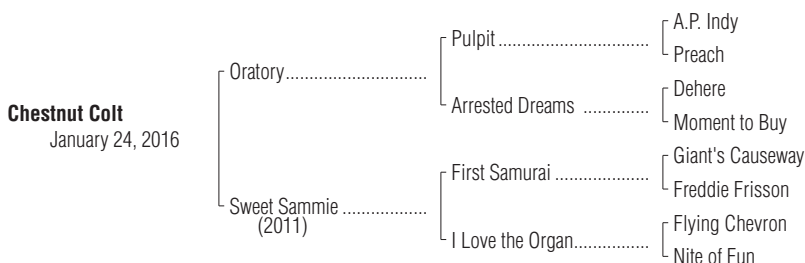 A.P. Indy
Pulpit
Preach
Oratory
Dehere
Arrested Dreams
Moment to Buy
Chestnut Colt
January 24, 2016
Giant's Causeway
First Samurai
Freddie Frisson
Sweet Sammie
(2011)
Flying Chevron
I Love the Organ
Nite of Fun